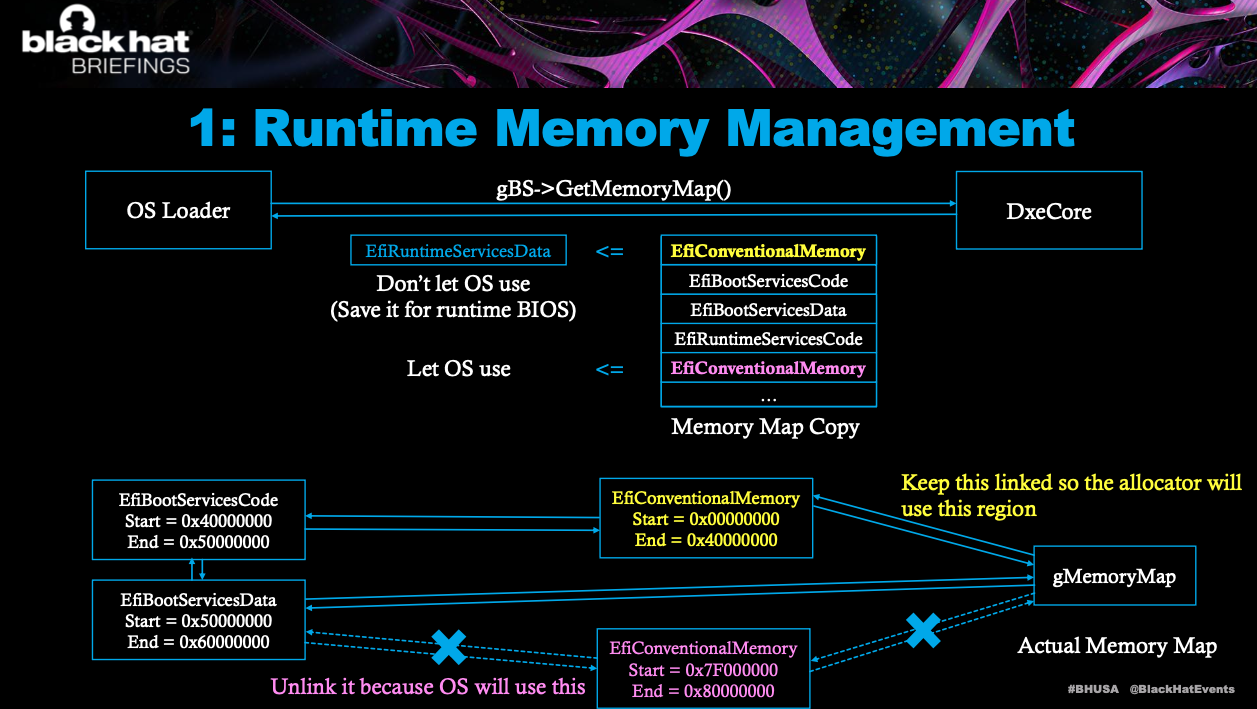 black hat
BRIEFINGS
1: Runtime Memory Management
OS Loader
gBS->GetMemoryMap()
DxeCore
EfiRuntimeServicesData
<=
EfiConventionalMemory
Don’t let OS use
(Save it for runtime BIOS)
EfiBootServicesCode
EfiBootServicesData
EfiRuntimeServicesCode
Let OS use
<=
EfiConventionalMemory
...
Memory Map Copy
EfiBootServicesCode
Start = 0x40000000
End = 0x50000000
EfiConventionalMemory
Start = 0x00000000
End = 0x40000000
Keep this linked so the allocator will
use this region
EfiBootServicesData
Start = 0x50000000
End = 0x60000000
gMemoryMap
Actual Memory Map
EfiConventionalMemory
Start = 0x7F000000
End = 0x80000000
Unlink it because OS will use this
#BHUSA @BlackHatEvents